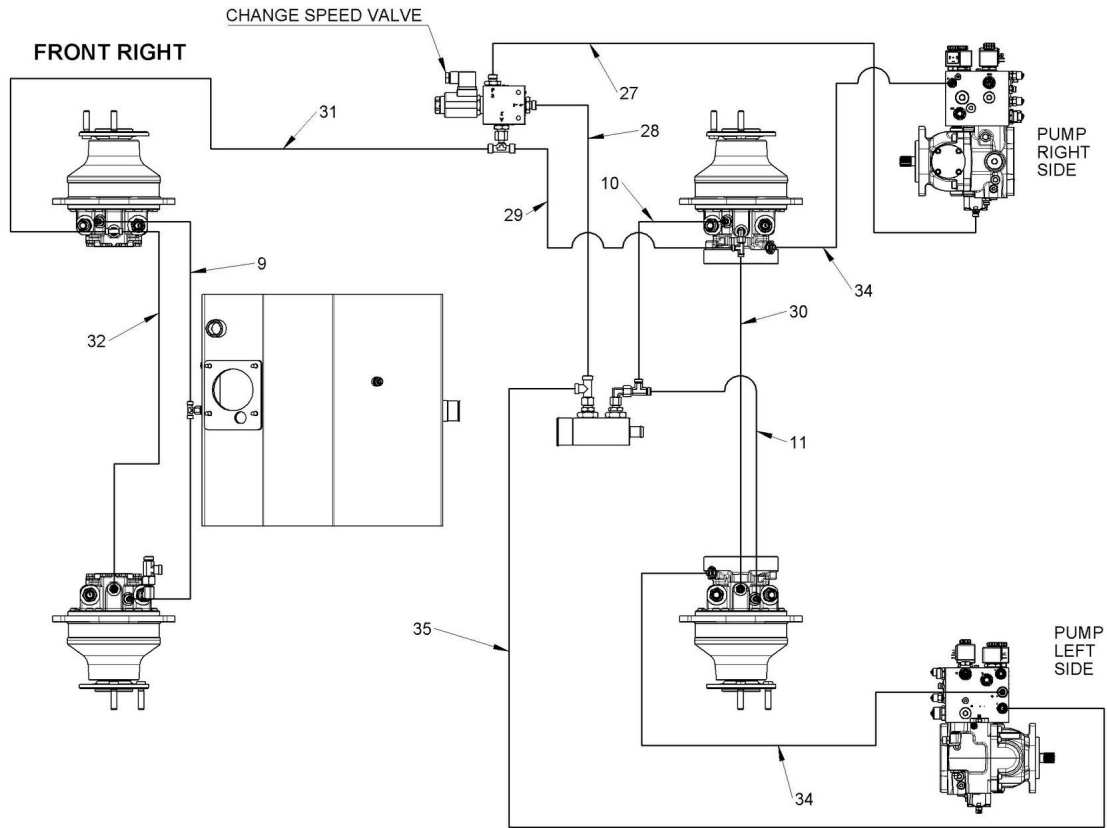 CHANGE SPEED VALVE
FRONT RIGHT
27
31
28
PUMP
RIGHT
SIDE
10
29
9
34
30
32
11
35
PUMP
LEFT
SIDE
34